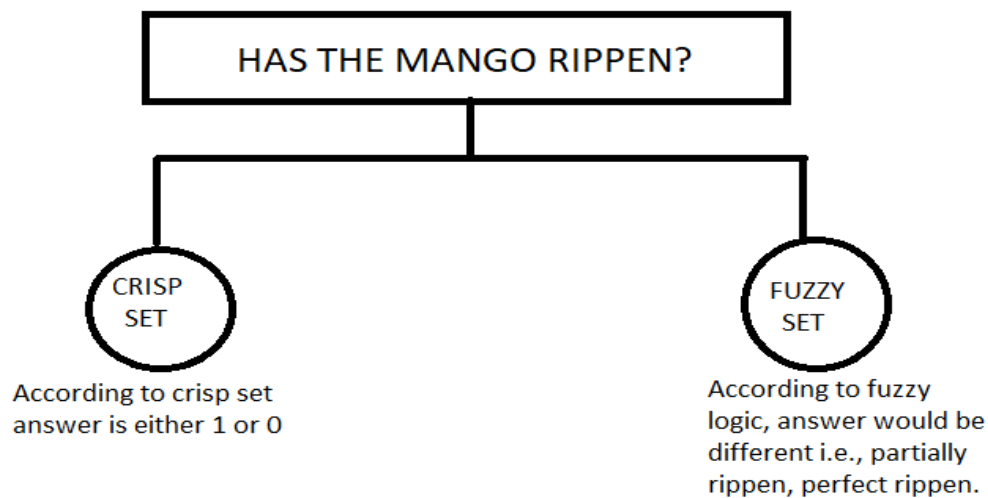 HAS THE MANGO RIPPEN?
CRISP
SET
According to crisp set
answer is either 1 or 0
FUZZY
SET
According to fuzzy
logic, answer would be
different i.e., partially
rippen, perfect rippen.